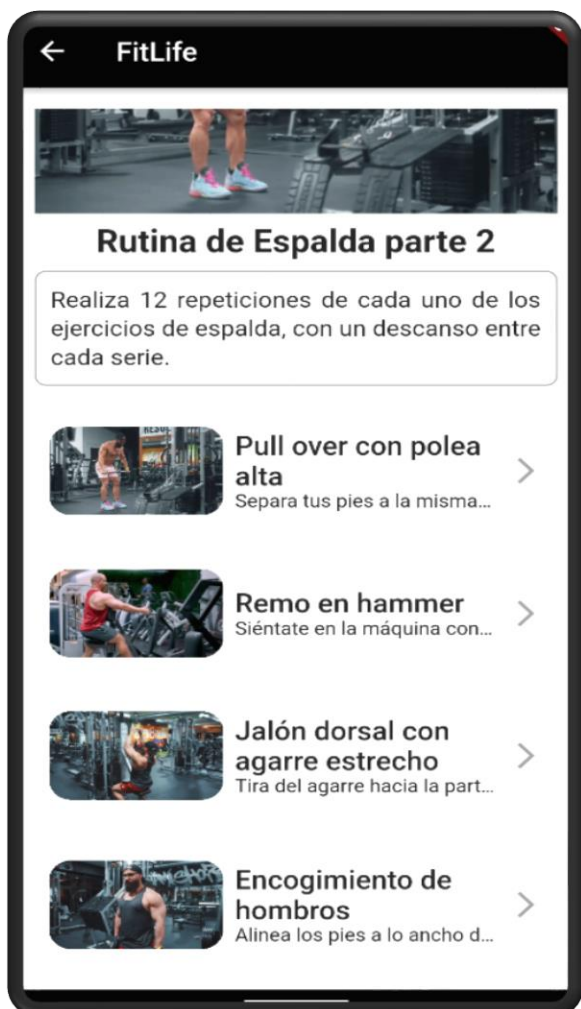 FitLife
Rutina de Espalda parte 2
Realiza 12 repeticiones de cada uno de los
ejercicios de espalda, con un descanso entre
cada serie.
Pull over con polea
alta
Separa tus pies a la misma...
Remo en hammer
Siéntate en la máquina con...
Jalón dorsal con
agarre estrecho
Tira del agarre hacia la part...
Encogimiento de
hombros
Alinea los pies a lo ancho d...